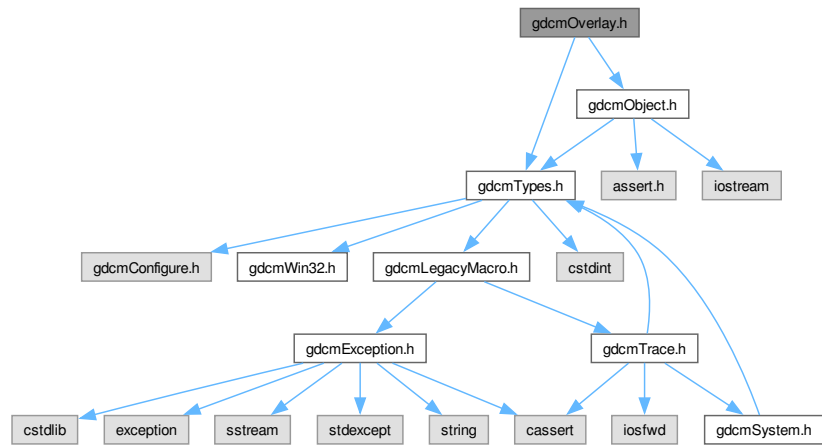 gdcmOverlay.h
gdcmObject.h
gdcmTypes.h
assert.h
iostream
gdcmConfigure.h
gdcmWin32.h
gdcmLegacyMacro.h
cstdint
gdcmException.h
gdcmTrace.h
cstdlib
exception
sstream
stdexcept
string
cassert
iosfwd
gdcmSystem.h